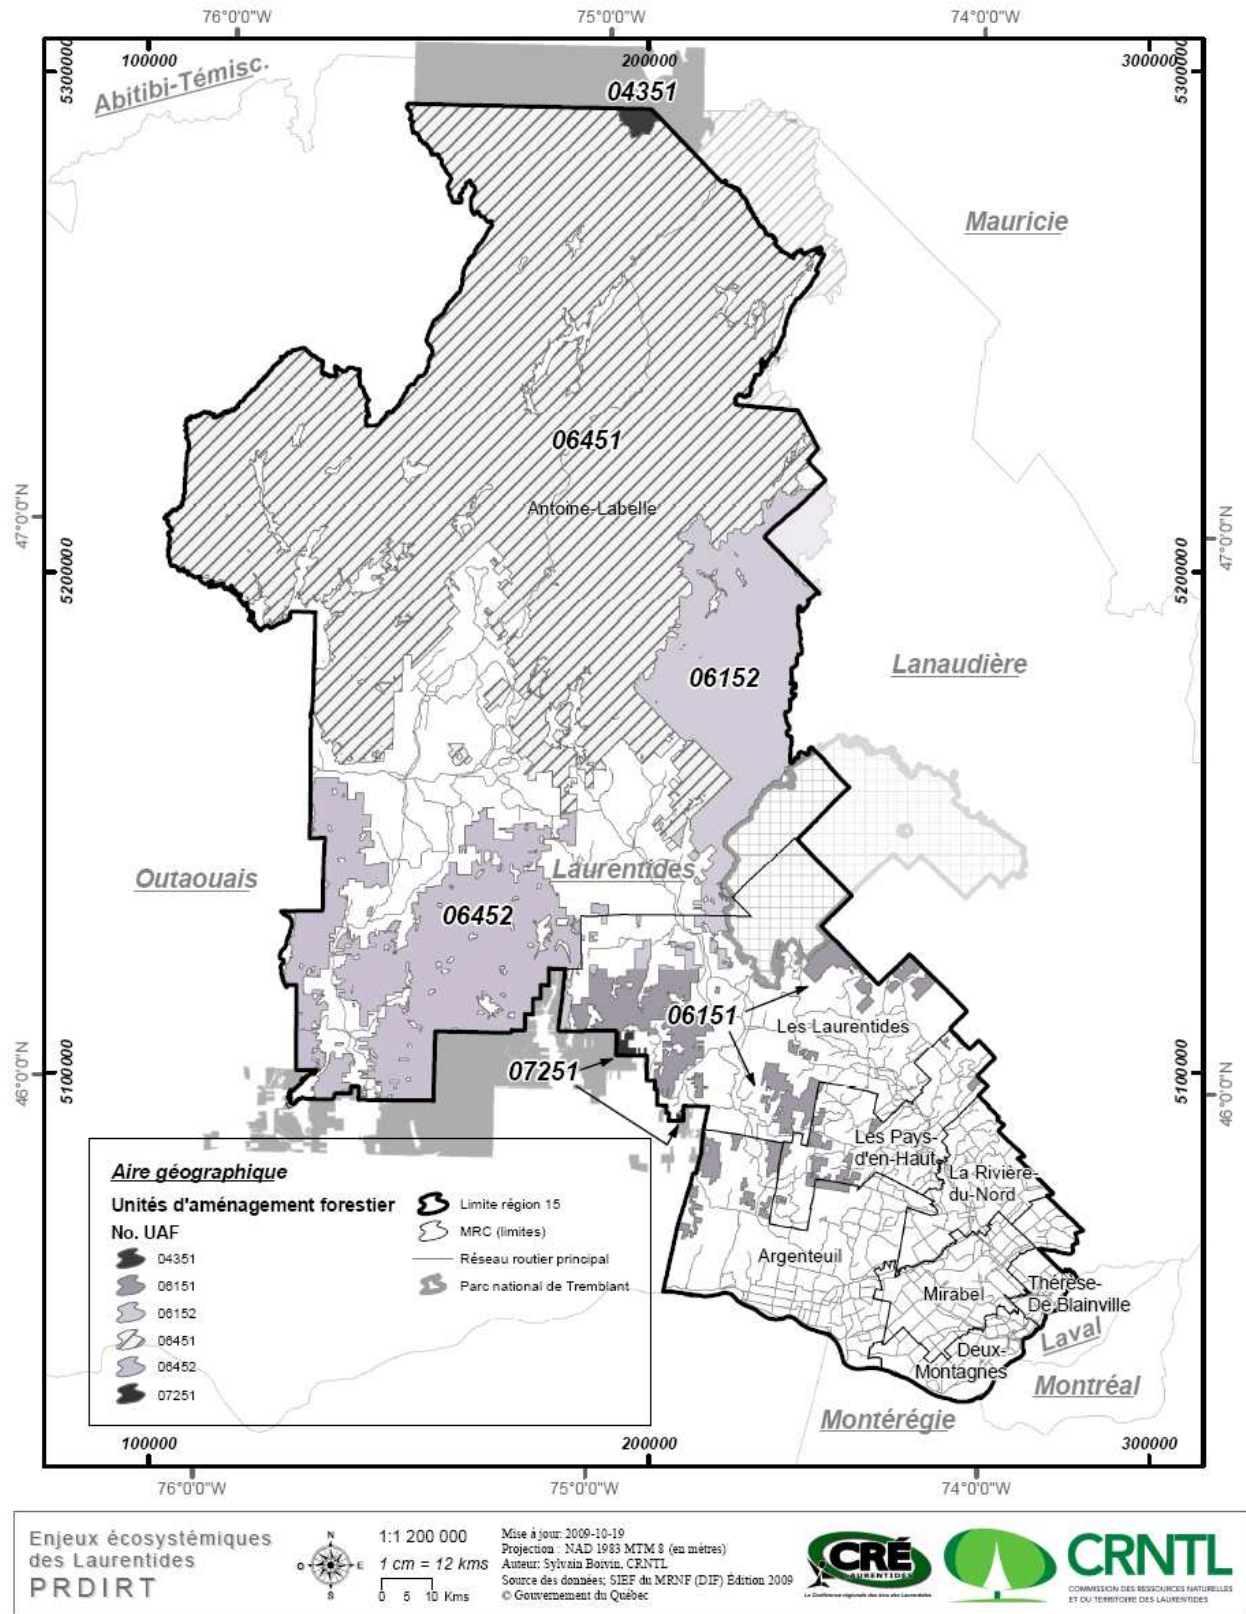 76°0'0"W
75°0'0"W
74°0'0"W
100000
200000
300000
5300000
5300000
Abitibi-Témisc.
04351
Mauricie
06451
Antoine-Labelle
47°0'0"N
47°0'0"N
5200000
5200000
Lanaudière
06152
Outaouais
Laurentides
06452
06151
Les Laurentides
07251
46°0'0"N
5100000
5100000
46°0'0"N
Les Pays-
d'en-Haut
La Rivière-
du-Nord
Argenteuil
Mirabel
Thérèse-
De Blainville
Laval
Deux-
Montagnes
Montréal
Montérégie
Aire géographique
Unités d'aménagement forestier
No. UAF
04351
06151
06152
06451
06452
07251
Limite région 15
MRC (limites)
Réseau routier principal
Parc national de Tremblant
100000
200000
300000
76°0'0"W
75°0'0"W
74°0'0"W
Enjeux écosystémiques
des Laurentides
PRDIRT
N
O
E
S
1:1 200 000
1 cm = 12 kms
0 5 10 Kms
Mise à jour: 2009-10-19
Projection : NAD 1983 MTM 8 (en mètres)
Auteur: Sylvain Boivin, CRNTL
Source des données; SIEF du MRNF (DIF) Édition 2009
© Gouvernement du Québec
CRÉ
LAURENTIDES
La Conférence régionale des élus des Laurentides
CRNTL
COMMISSION DES RESSOURCES NATURELLES
ET DU TERRITOIRE DES LAURENTIDES